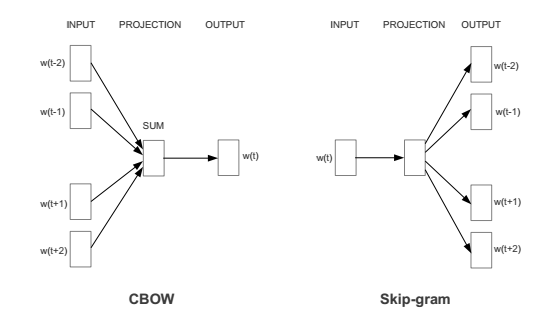 INPUT PROJECTION OUTPUT
w(t-2)
w(t-1)
SUM
w(t)
w(t+1)
w(t+2)
CBOW
INPUT PROJECTION OUTPUT
w(t-2)
w(t-1)
w(t)
w(t+1)
w(t+2)
Skip-gram